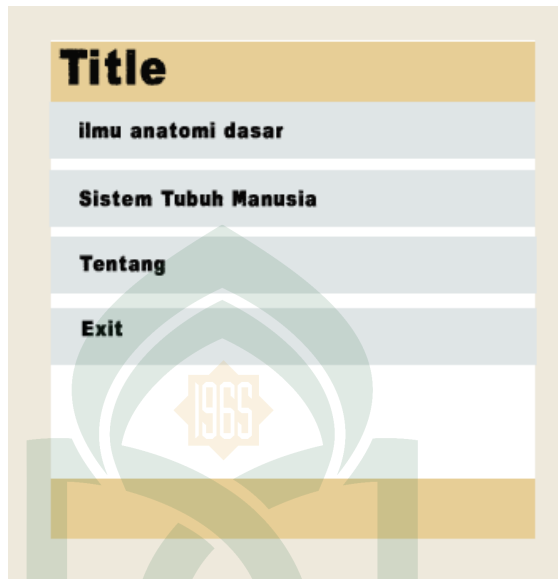 Title
ilmu anatomi dasar
Sistem Tubuh Manusia
Tentang
Exit
1965